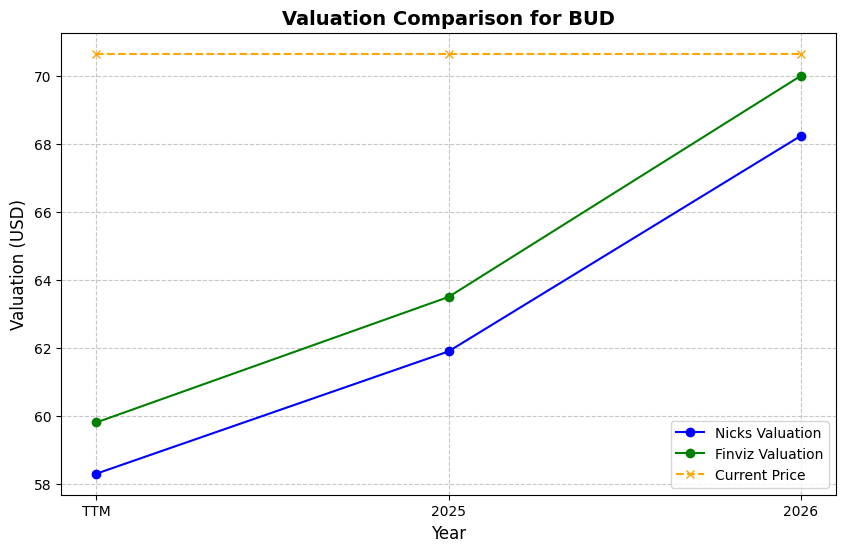 Valuation Comparison for BUD
Valuation (USD)
70
68
66
64
62
60
58
TTM
2025
2026
Year
Nicks Valuation
Finviz Valuation
Current Price